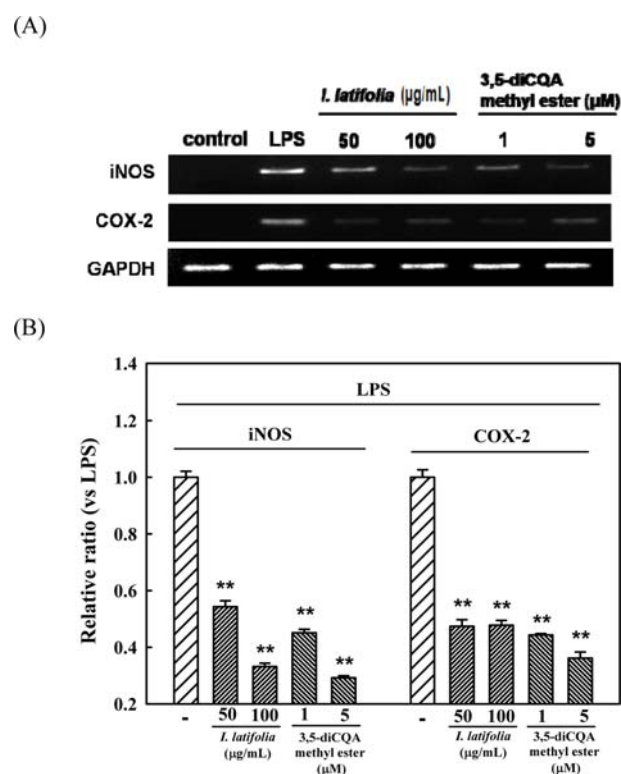 (A)
I. latifolia (µg/mL) 3,5-diCQA methyl ester (µM)
control LPS 50 100 1 5
iNOS
COX-2
GAPDH
(B)
1.4
LPS
1.2
iNOS COX-2
1.0
Relative ratio (vs LPS)
0.8
0.6
** ** ** ** ** ** ** **
0.4
0.2
- 50 100 1 5 - 50 100 1 5
I. latifolia 3,5-diCQA I. latifolia 3,5-diCQA
(µg/mL) methyl ester (µg/mL) methyl ester
(µM) (µM)